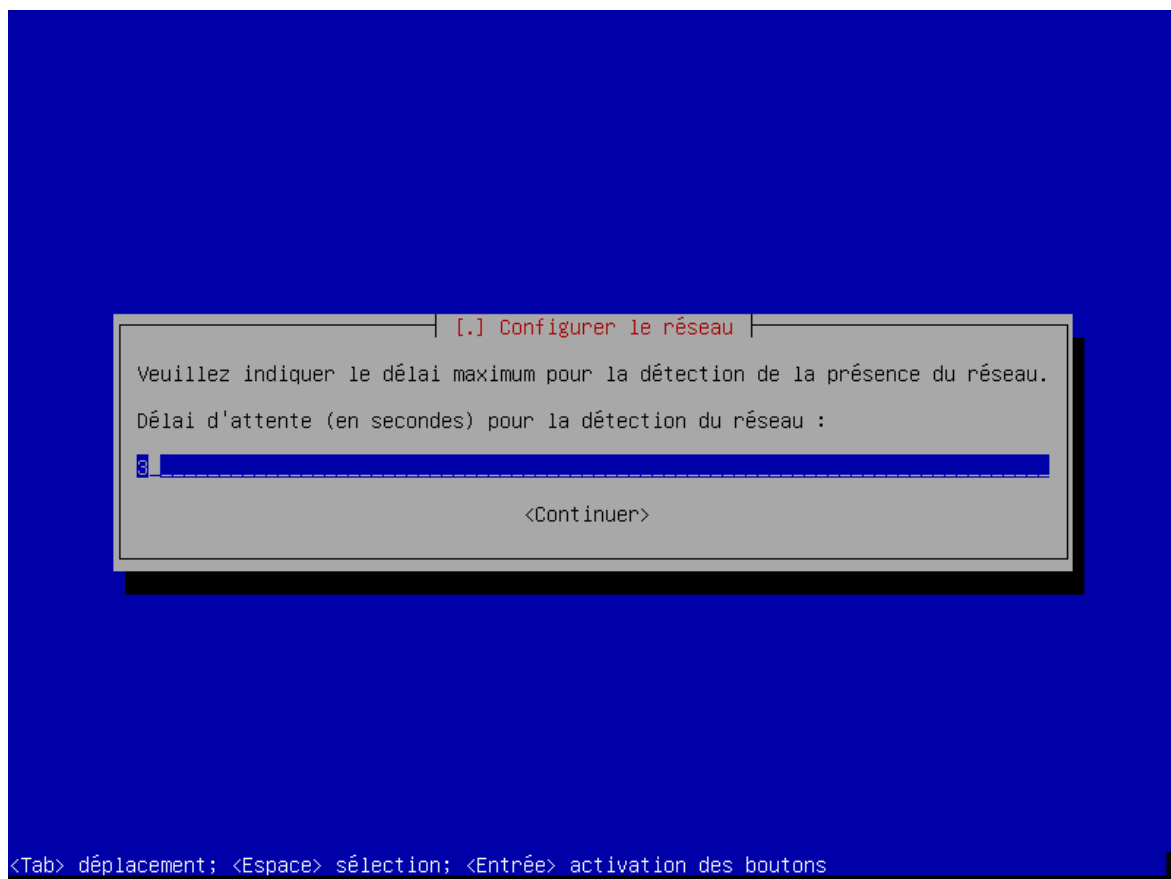 [.] Configurer le réseau
Veuillez indiquer le délai maximum pour la détection de la présence du réseau.
Délai d'attente (en secondes) pour la détection du réseau :
3
<Continuer>
<Tab> déplacement; <Espace> sélection; <Entrée> activation des boutons